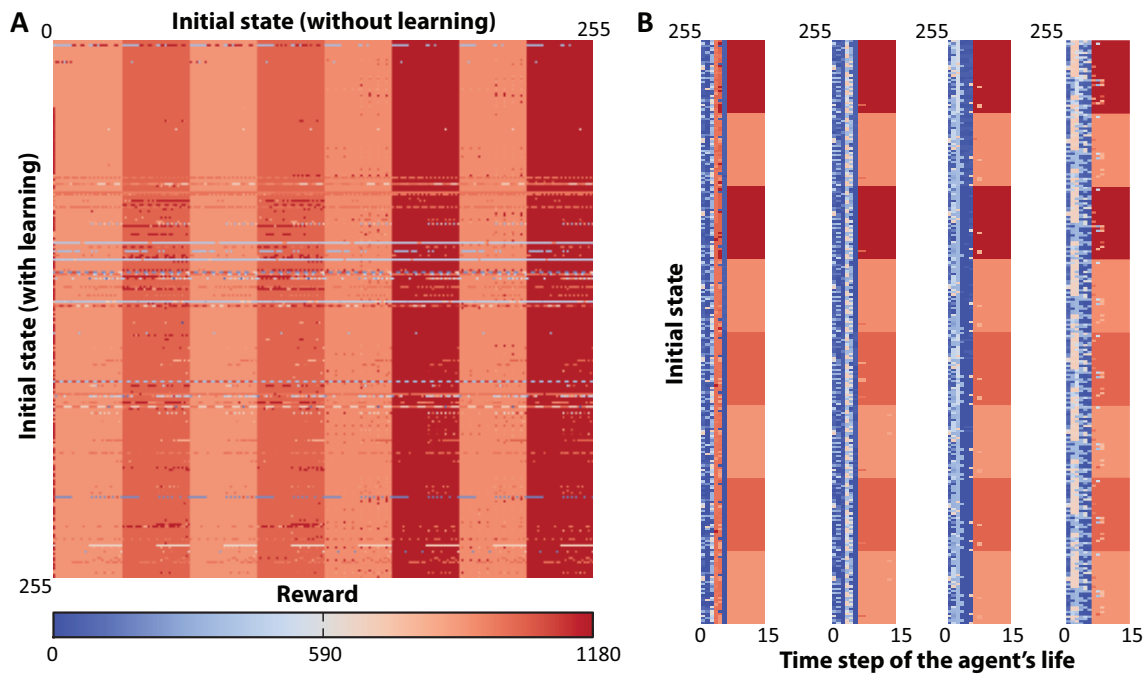 A
Initial state (without learning)
0
255
Initial state (with learning)
255
Reward
0
590
1180
B
255
255
255
255
Initial state
0
15
0
15
0
15
0
15
Time step of the agent's life